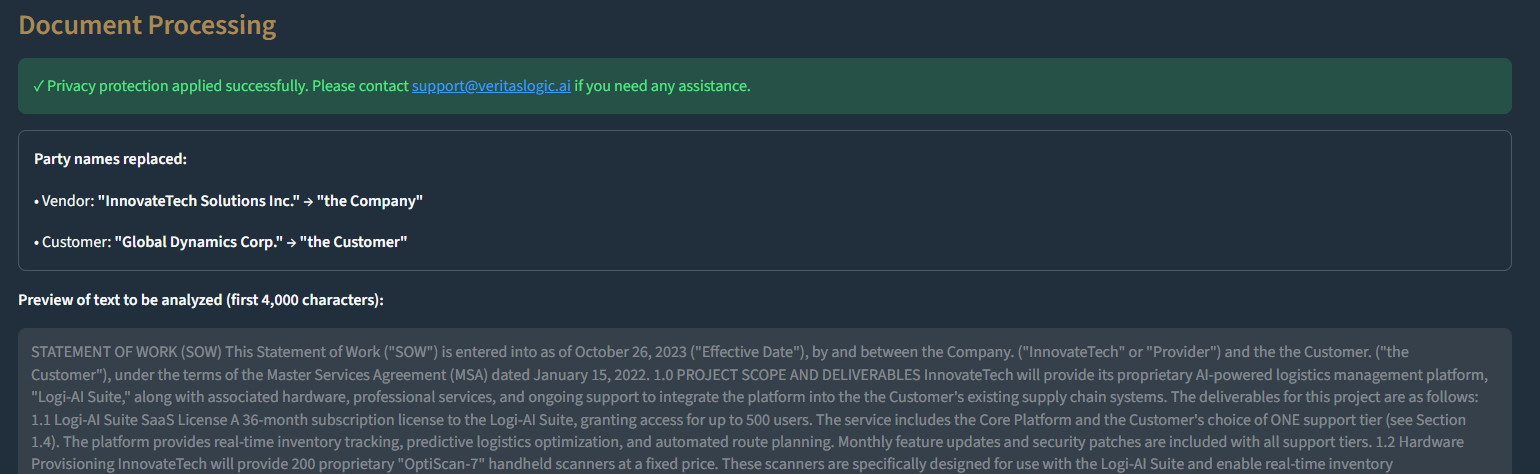 Document Processing
✓ Privacy protection applied successfully. Please contact support@veritaslogic.ai if you need any assistance.
Party names replaced:
• Vendor: "InnovateTech Solutions Inc." → "the Company"
• Customer: "Global Dynamics Corp." → "the Customer"
Preview of text to be analyzed (first 4,000 characters):
STATEMENT OF WORK (SOW) This Statement of Work ("SOW") is entered into as of October 26, 2023 ("Effective Date"), by and between the Company. ("InnovateTech" or "Provider") and the the Customer. ("the
Customer"), under the terms of the Master Services Agreement (MSA) dated January 15, 2022. 1.0 PROJECT SCOPE AND DELIVERABLES InnovateTech will provide its proprietary AI-powered logistics management platform,
"Logi-AI Suite," along with associated hardware, professional services, and ongoing support to integrate the platform into the the Customer's existing supply chain systems. The deliverables for this project are as follows:
1.1 Logi-AI Suite SaaS License A 36-month subscription license to the Logi-AI Suite, granting access for up to 500 users. The service includes the Core Platform and the Customer's choice of ONE support tier (see Section
1.4). The platform provides real-time inventory tracking, predictive logistics optimization, and automated route planning. Monthly feature updates and security patches are included with all support tiers. 1.2 Hardware
Provisioning InnovateTech will provide 200 proprietary "OptiScan-7" handheld scanners at a fixed price. These scanners are specifically designed for use with the Logi-AI Suite and enable real-time inventory